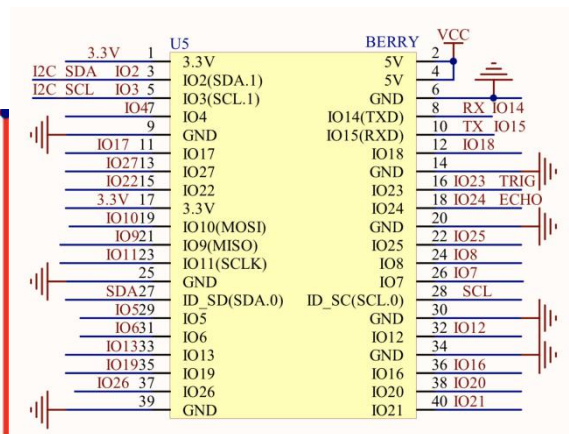 U5 BERRY VCC
3.3V 1 3.3V 5V 2
I2C SDA IO2 3 IO2(SDA.1) 5V 4
I2C SCL IO3 5 IO3(SCL.1) GND 6
IO4 7 IO4 IO14(TXD) 8 RX IO14
9 GND IO15(RXD) 10 TX IO15
IO17 11 IO17 IO18 12 IO18
IO27 13 IO27 GND 14
IO22 15 IO22 IO23 16 IO23 TRIG
3.3V 17 3.3V IO24 18 IO24 ECHO
IO10 19 IO10(MOSI) GND 20
IO9 21 IO9(MISO) IO25 22 IO25
IO11 23 IO11(SCLK) IO8 24 IO8
25 GND IO7 26 IO7
SDA 27 ID_SD(SDA.0) ID_SC(SCL.0) 28 SCL
IO5 29 IO5 GND 30
IO6 31 IO6 IO12 32 IO12
IO13 33 IO13 GND 34
IO19 35 IO19 IO16 36 IO16
IO26 37 IO26 IO20 38 IO20
39 GND IO21 40 IO21